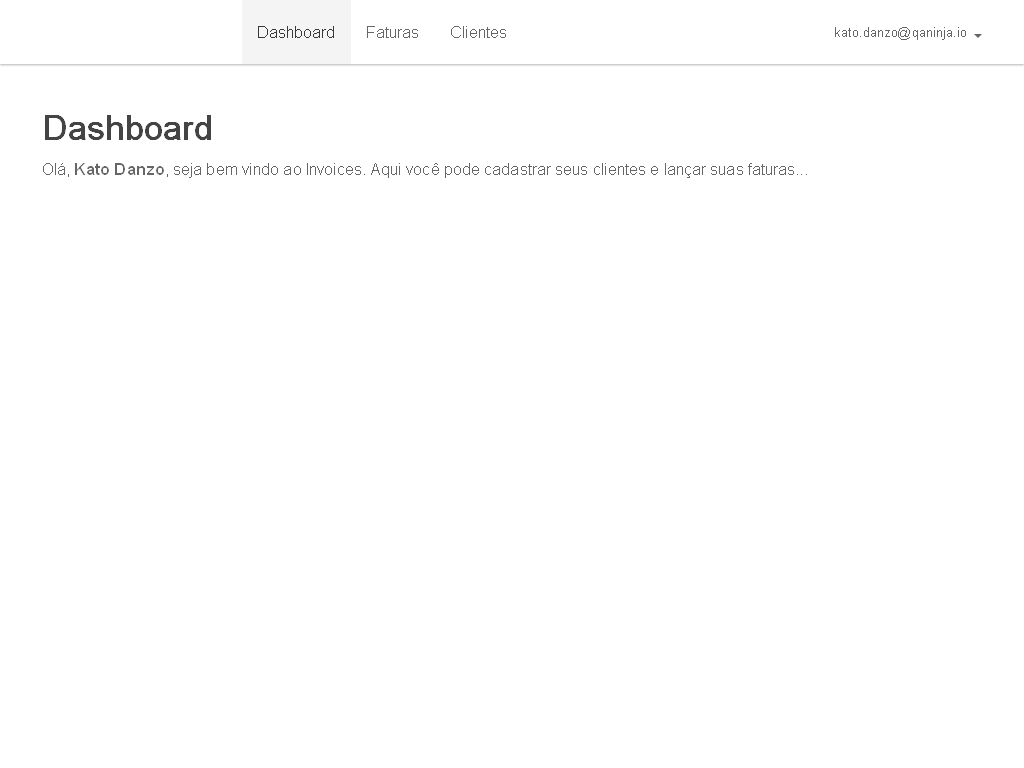 Dashboard Faturas Clientes kato.danzo@qaninja.io
Dashboard
Olá, Kato Danzo, seja bem vindo ao Invoices. Aqui você pode cadastrar seus clientes e lançar suas faturas...